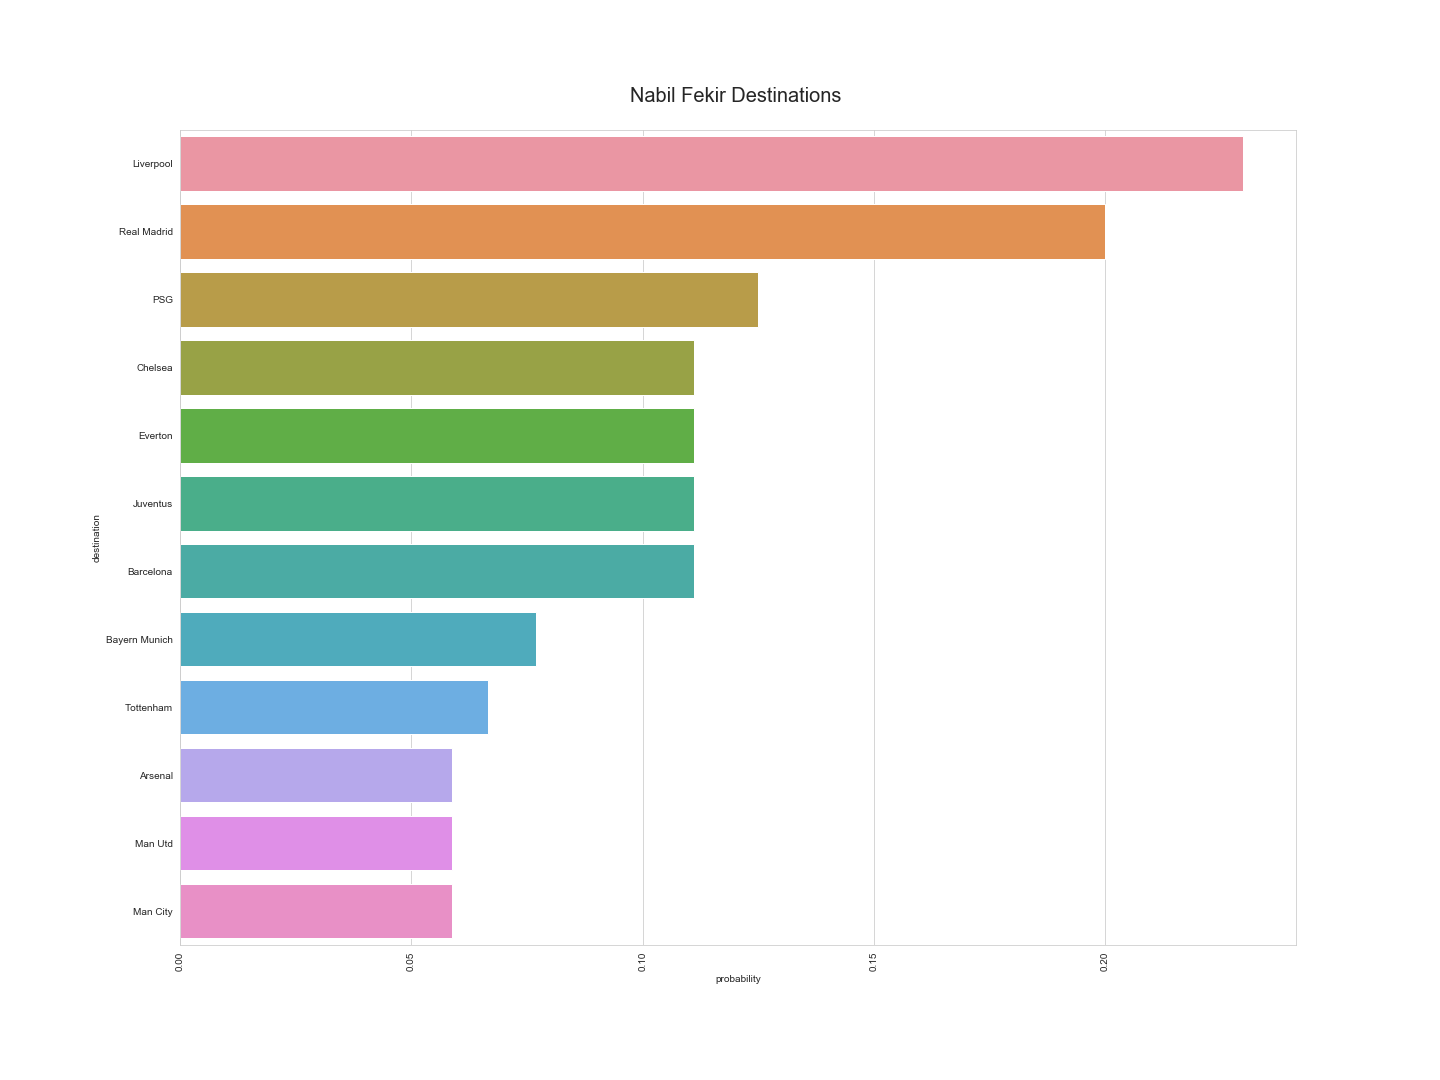 Nabil Fekir Destinations
Liverpool
Real Madrid
PSG
Chelsea
Everton
Juventus
Barcelona
Bayern Munich
Tottenham
Arsenal
Man Utd
Man City
destination
0.00
0.05
0.10
0.15
0.20
probability